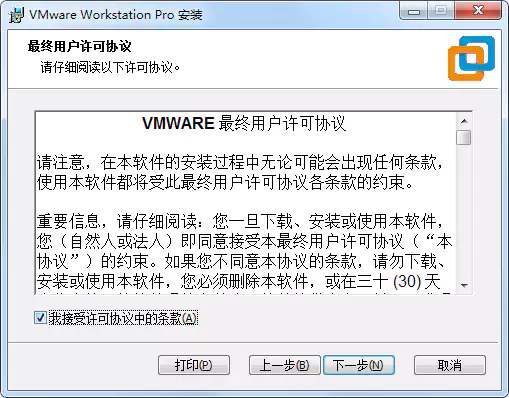 VMware Workstation Pro 安装
最终用户许可协议
请仔细阅读以下许可协议。
VMWARE 最终用户许可协议
请注意，在本软件的安装过程中无论可能会出现任何条款，
使用本软件都将受此最终用户许可协议各条款的约束。
重要信息，请仔细阅读：您一旦下载、安装或使用本软件，
您（自然人或法人）即同意接受本最终用户许可协议（“本
协议”）的约束。如果您不同意本协议的条款，请勿下载、
安装或使用本软件，您必须删除本软件，或在三十 (30) 天
我接受许可协议中的条款(A)
打印(P)
上一步(B)
下一步(N)
取消